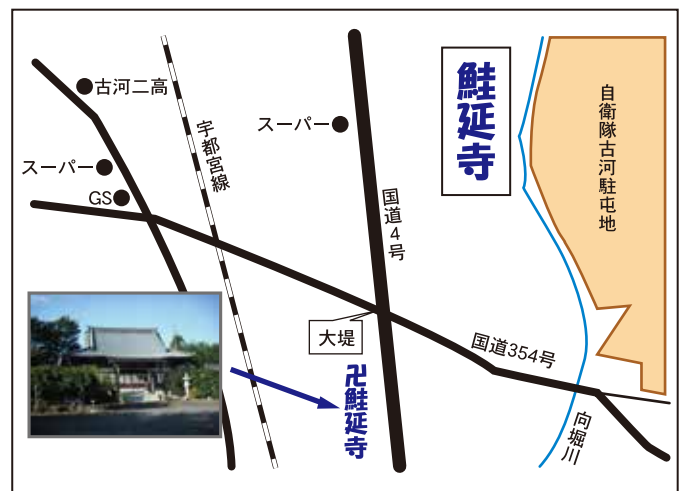 古河二高
スーパー
GS
宇都宮線
スーパー
国道4号
鮭延寺
自衛隊古河駐屯地
大堤
国道354号
卍鮭延寺
向堀川